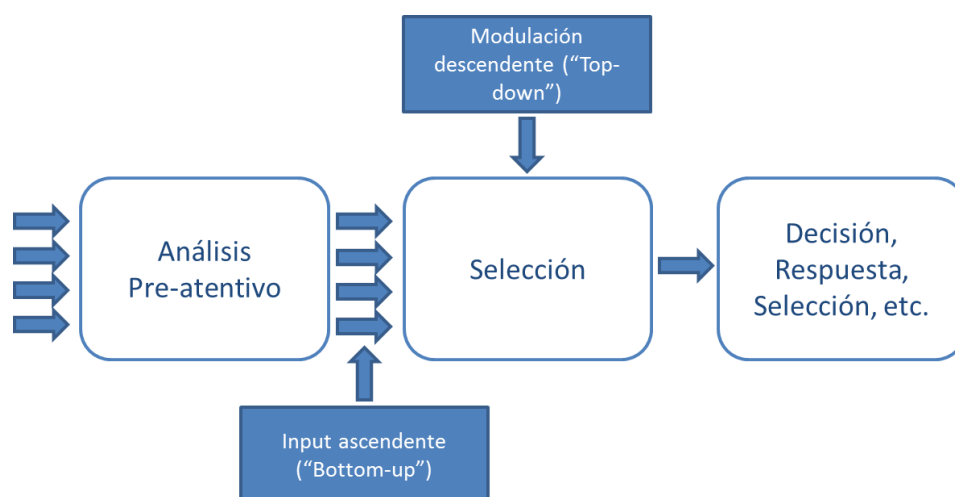 Modulación
descendente (“Top-
down”)
Análisis
Pre-atentivo
Selección
Decisión,
Respuesta,
Selección, etc.
Input ascendente
(“Bottom-up”)